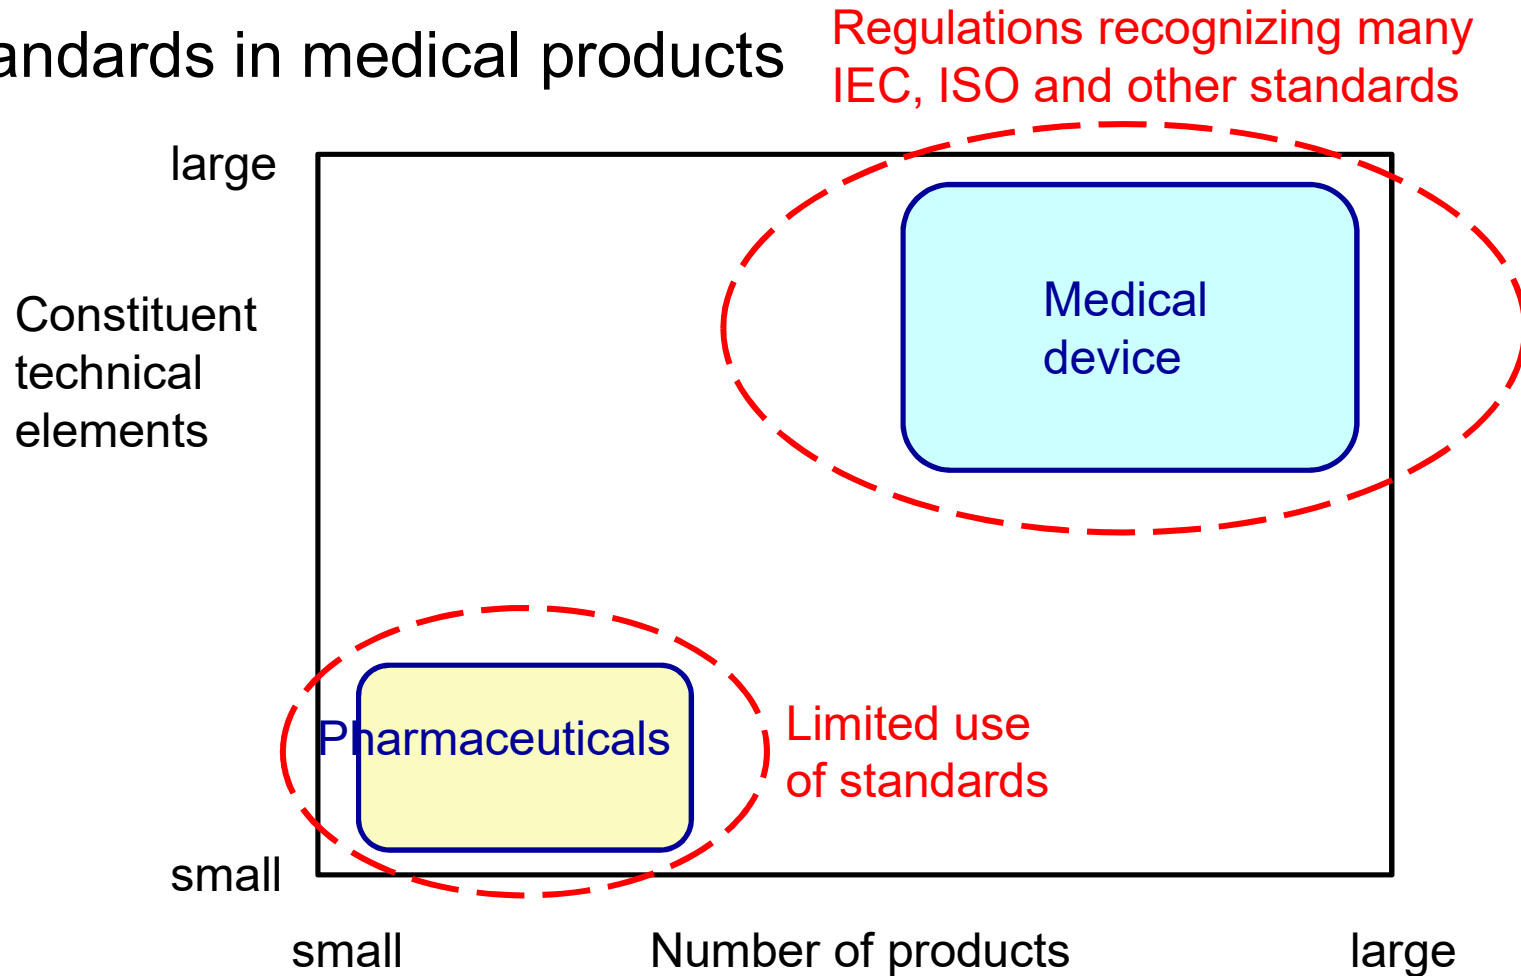 andards in medical products
Regulations recognizing many
IEC, ISO and other standards
large
Constituent
technical
elements
Medical
device
Pharmaceuticals
Limited use
of standards
small
small
Number of products
large